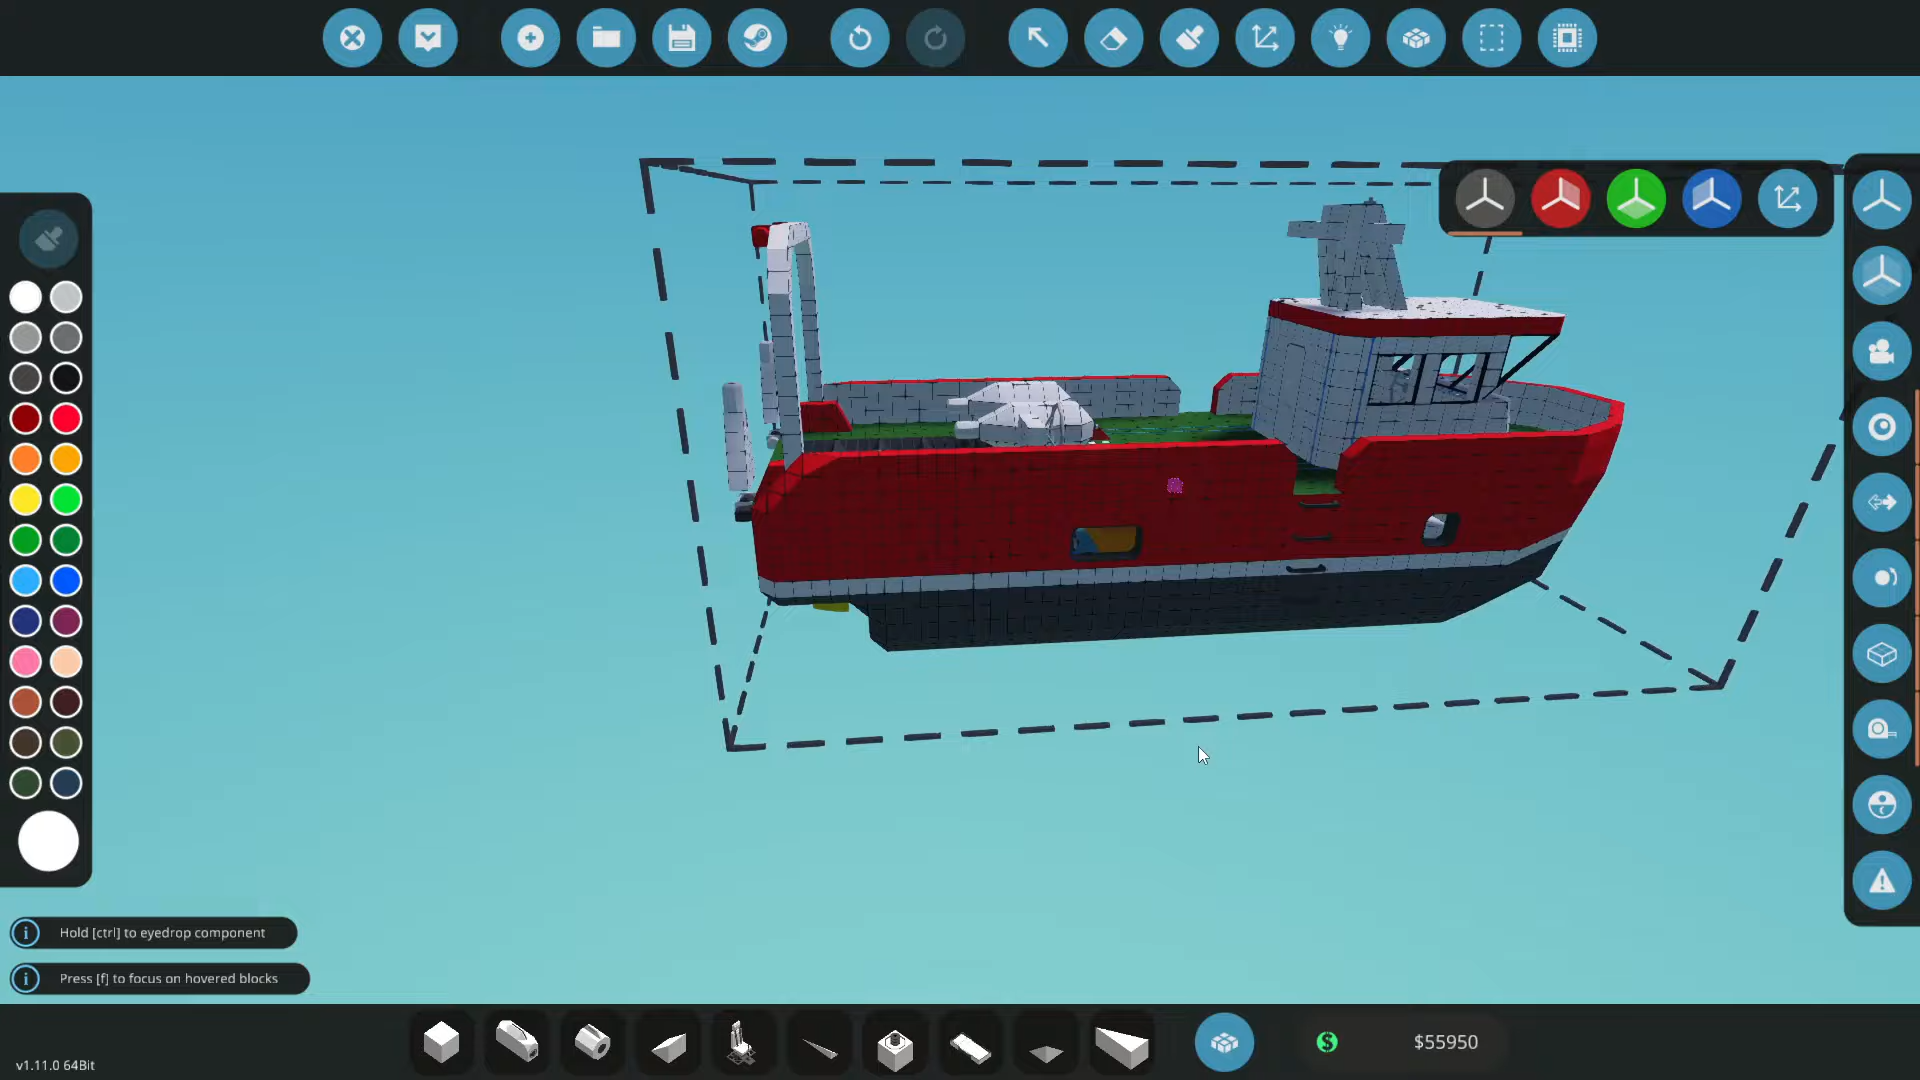 Hold [ctrl] to eyedrop component
Press [f] to focus on hovered blocks
v1.11.0 64Bit
$55950